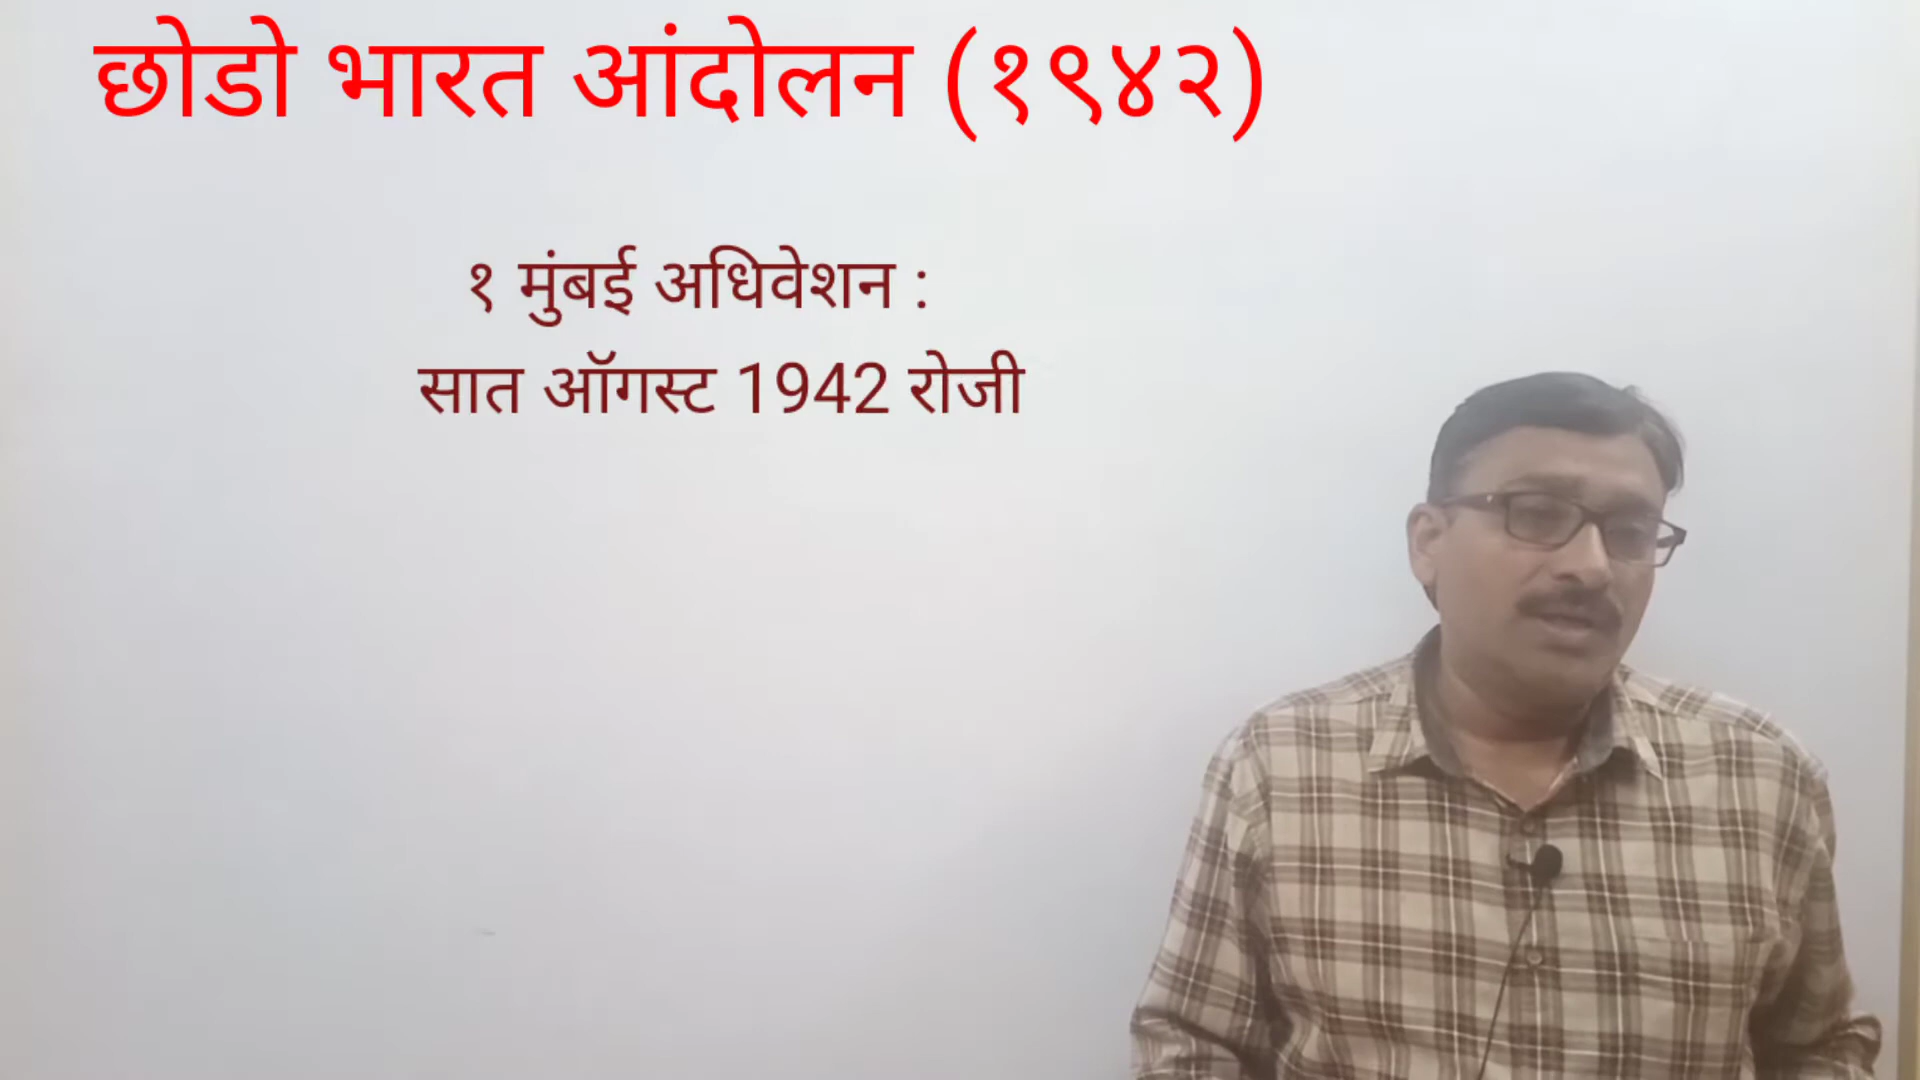 छोडो भारत आंदोलन (१९४२)
१ मुंबई अधिवेशन :
सात ऑगस्ट 1942 रोजी